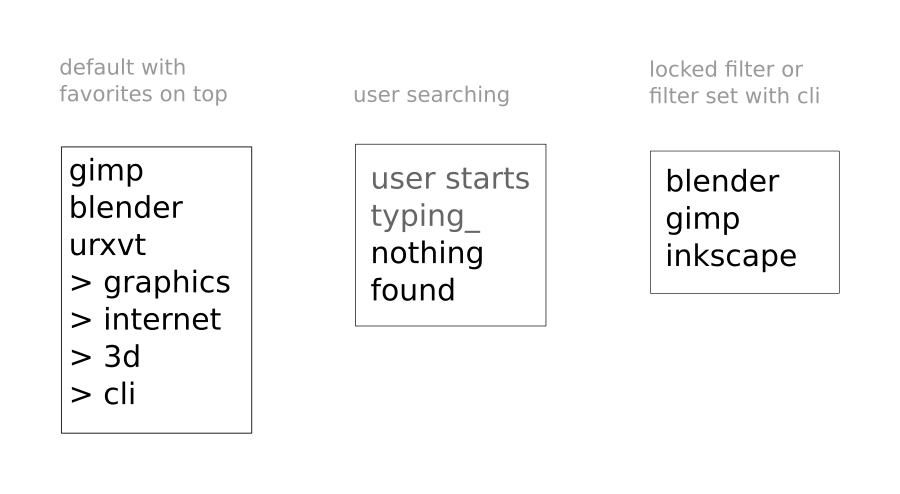 default with
favorites on top
gimp
blender
urxvt
> graphics
> internet
> 3d
> cli
user searching
user starts
typing_
nothing
found
locked filter or
filter set with cli
blender
gimp
inkscape